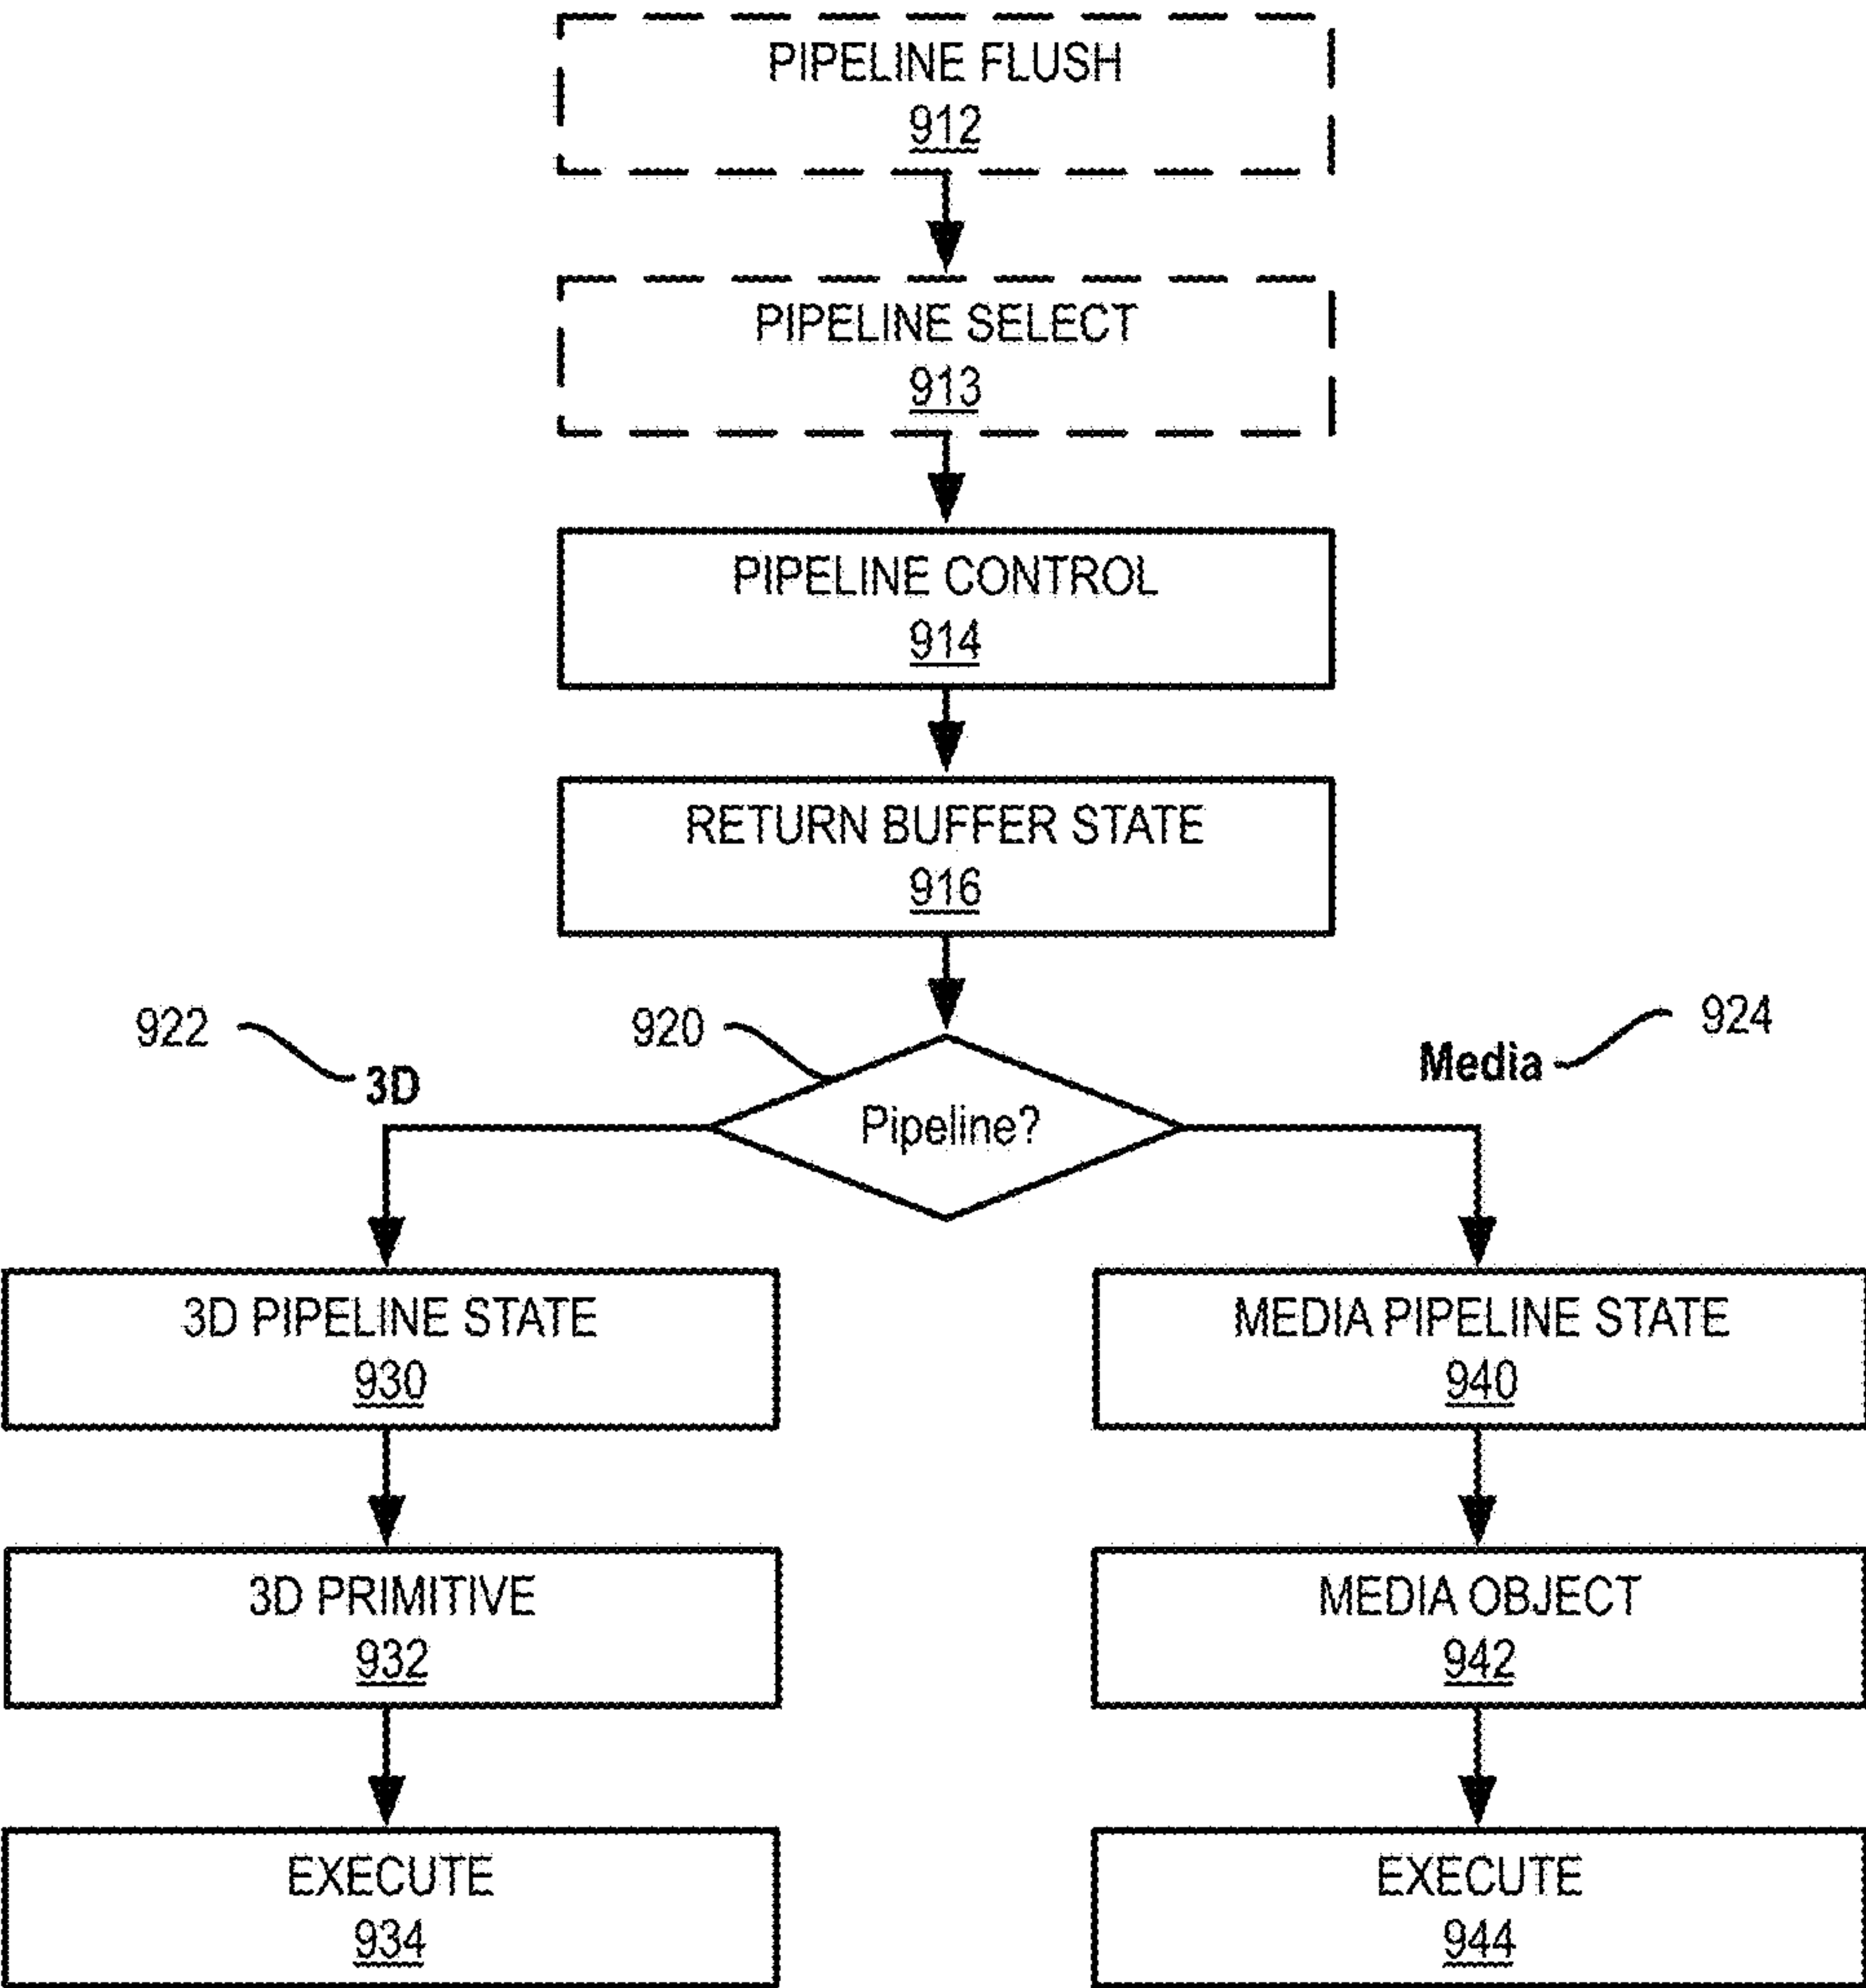 PIPELINE FLUSH
912
PIPELINE SELECT
913
PIPELINE CONTROL
914
RETURN BUFFER STATE
916
922
920
924
3D
Media
Pipeline?
3D PIPELINE STATE
930
MEDIA PIPELINE STATE
940
3D PRIMITIVE
932
MEDIA OBJECT
942
EXECUTE
934
EXECUTE
944